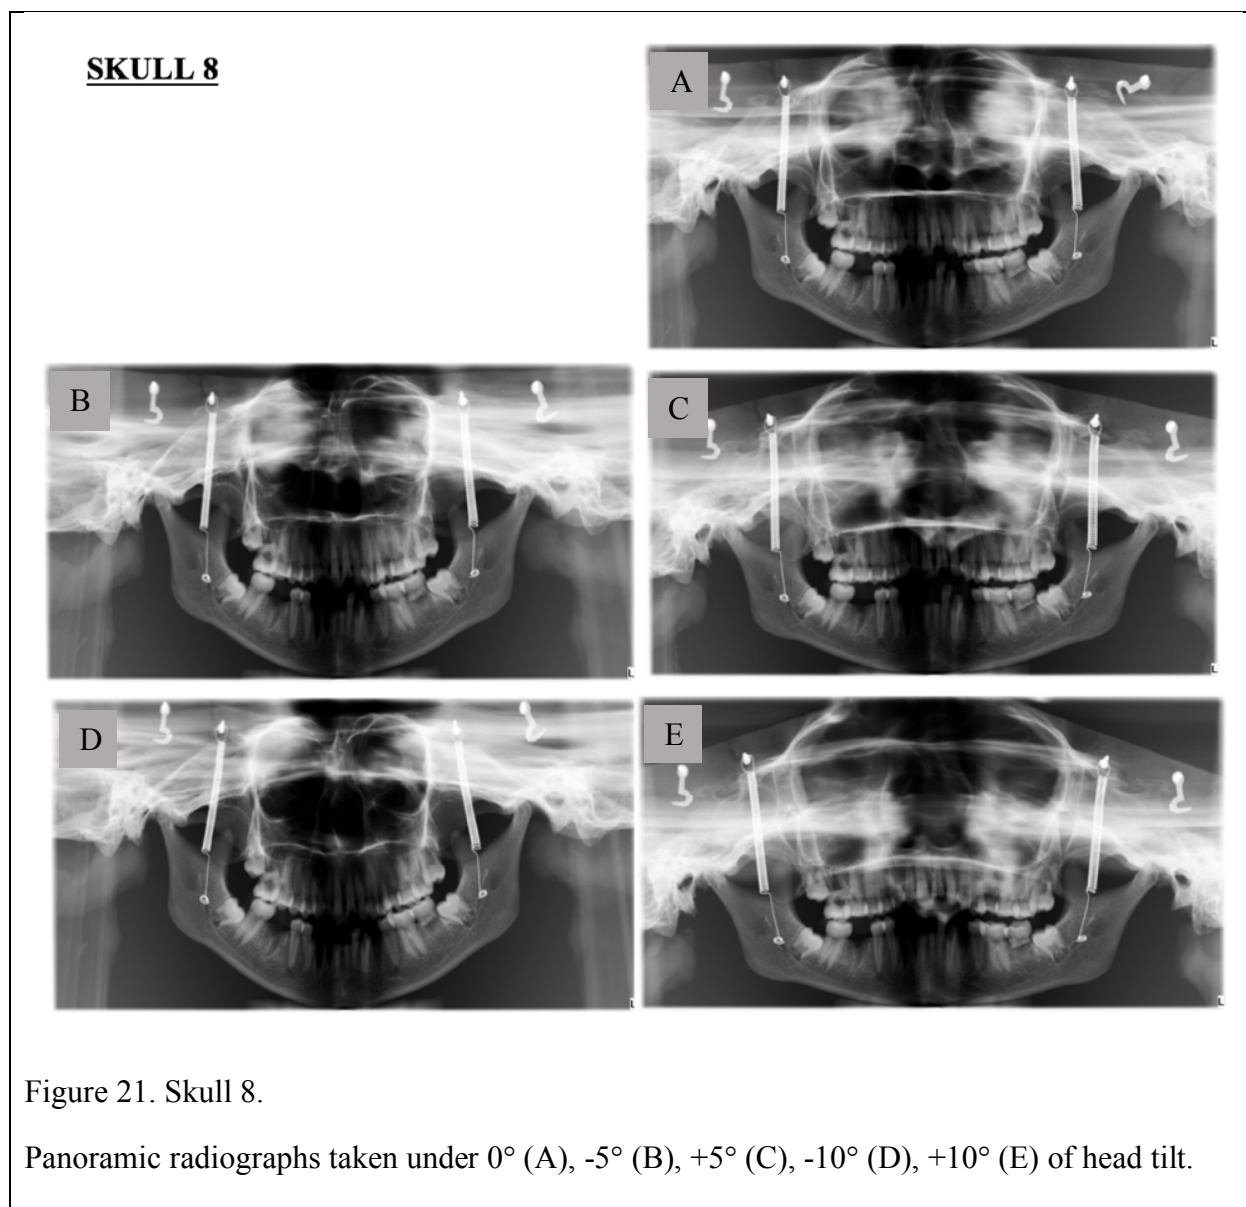 SKULL 8
A
B
C
D
E
L
L
L
L
L
Figure 21. Skull 8.
Panoramic radiographs taken under 0° (A), -5° (B), +5° (C), -10° (D), +10° (E) of head tilt.